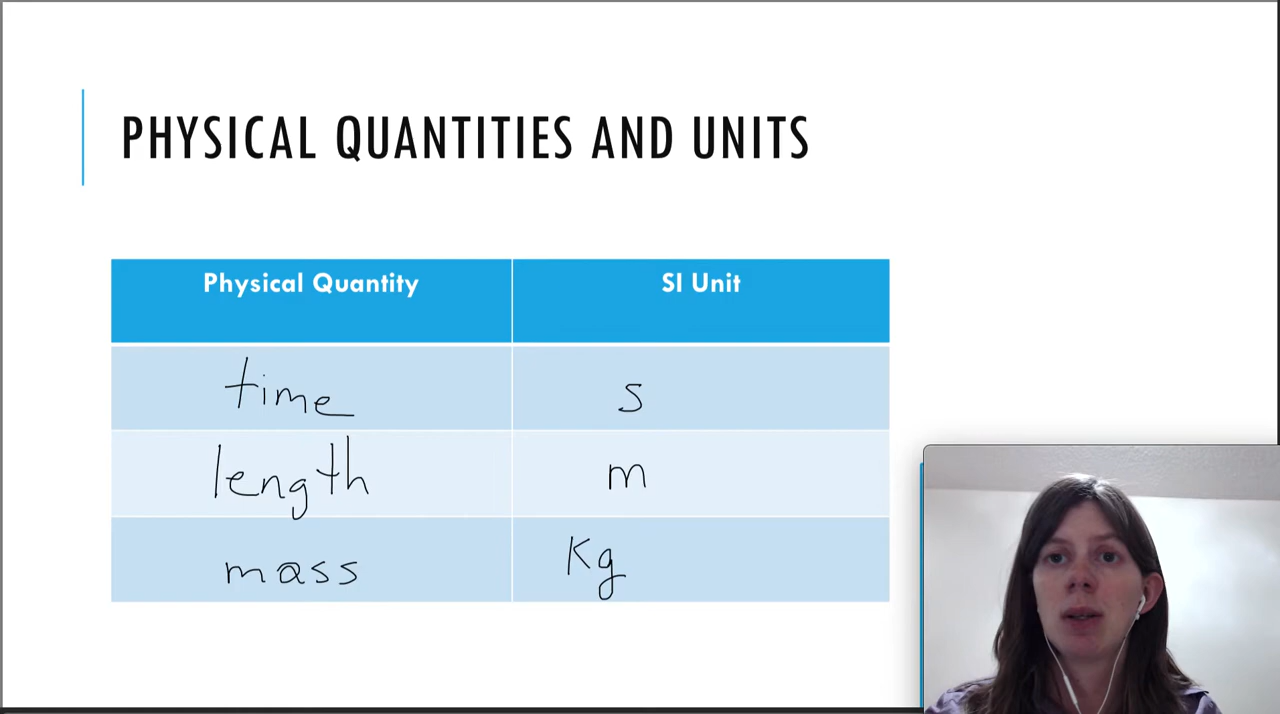 PHYSICAL QUANTITIES AND UNITS
Physical Quantity SI Unit
time s
length m
mass Kg